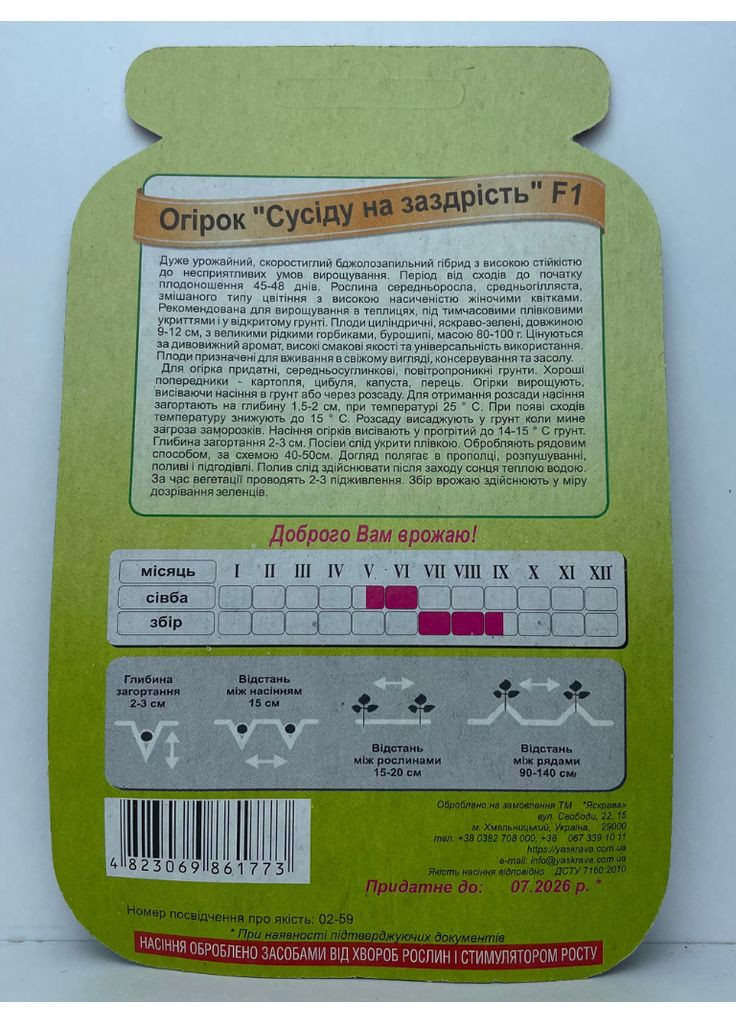 Огірок "Сусіду на заздрість" F1
Дуже урожайний, скоростиглий бджолозапильний гібрид з високою стійкістю
до несприятливих умов вирощування. Період від сходів до початку
плодоношення 45-48 днів. Рослина середньоросла, средньогілляста,
змішаного типу цвітіння з високою насиченістю жіночими квітками.
Рекомендована для вирощування в теплицях, під тимчасовими плівковими
укриттями і у відкритому грунті. Плоди циліндричні, яскраво-зелені, довжиною
9-12 см, з великими рідкими горбиками, бурошипі, масою 80-100 г. Цінуються
за дивовижний аромат, високі смакові якості та універсальність використання.
Плоди призначені для вживання в свіжому вигляді, консервування та засолу.
Для огірка придатні, середньосуглинкові, повітропроникні ґрунти. Хороші
попередники - картопля, цибуля, капуста, перець. Огірки вирощують,
висіваючи насіння в ґрунт або через розсаду. Для отримання розсади насіння
загортають на глибину 1,5-2 см, при температурі 25 ° С. При появі сходів
температуру знижують до 15 ° С. Розсаду висаджують у ґрунт коли мине
загроза заморозків. Насіння огірків висівають у прогрітий до 14-15 ° С ґрунт.
Глибина загортання 2-3 см. Посіви слід укрити плівкою. Обробляють рядовим
способом, за схемою 40-50см. Догляд полягає в прополці, розпушуванні,
поливі і підгодівлі. Полив слід здійснювати після заходу сонця теплою водою.
За час вегетації проводять 2-3 підживлення. Збір врожаю здійснюють у міру
дозрівання зеленців.
Доброго Вам врожаю!
місяць I II III IV V VI VII VIII IX X XI XII
сівба
збір
Глибина
загортання
2-3 см
Відстань
між насінням
15 см
Відстань
між рослинами
15-20 см
Відстань
між рядами
90-140 см
4 823069 861773
Оброблено на замовлення ТМ "Яскрава"
вул. Свободи, 22, 15
м. Хмельницький, Україна, 29000
тел. +38 0382 708 000, +38 067 339 10 11
https://yaskrava.com.ua
e-mail: info@yaskrava.com.ua
Якість насіння відповідно ДСТУ 7160:2010
Придатне до: 07.2026 р. *
Номер посвідчення про якість: 02-59
* При наявності підтверджуючих документів
НАСІННЯ ОБРОБЛЕНО ЗАСОБАМИ ВІД ХВОРОБ РОСЛИН І СТИМУЛЯТОРОМ РОСТУ